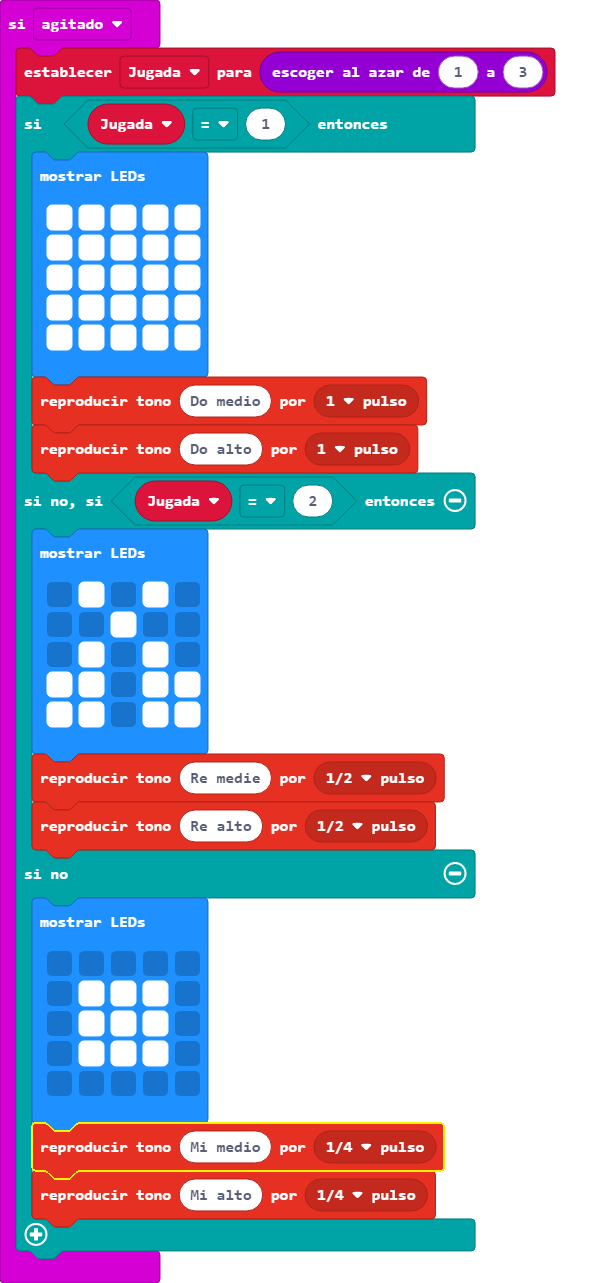 si agitado
establecer Jugada para escoger al azar de 1 a 3
si Jugada = 1 entonces
mostrar LEDs
reproducir tono Do medio por 1 pulso
reproducir tono Do alto por 1 pulso
si no, si Jugada = 2 entonces
mostrar LEDs
reproducir tono Re medie por 1/2 pulso
reproducir tono Re alto por 1/2 pulso
si no
mostrar LEDs
reproducir tono Mi medio por 1/4 pulso
reproducir tono Mi alto por 1/4 pulso